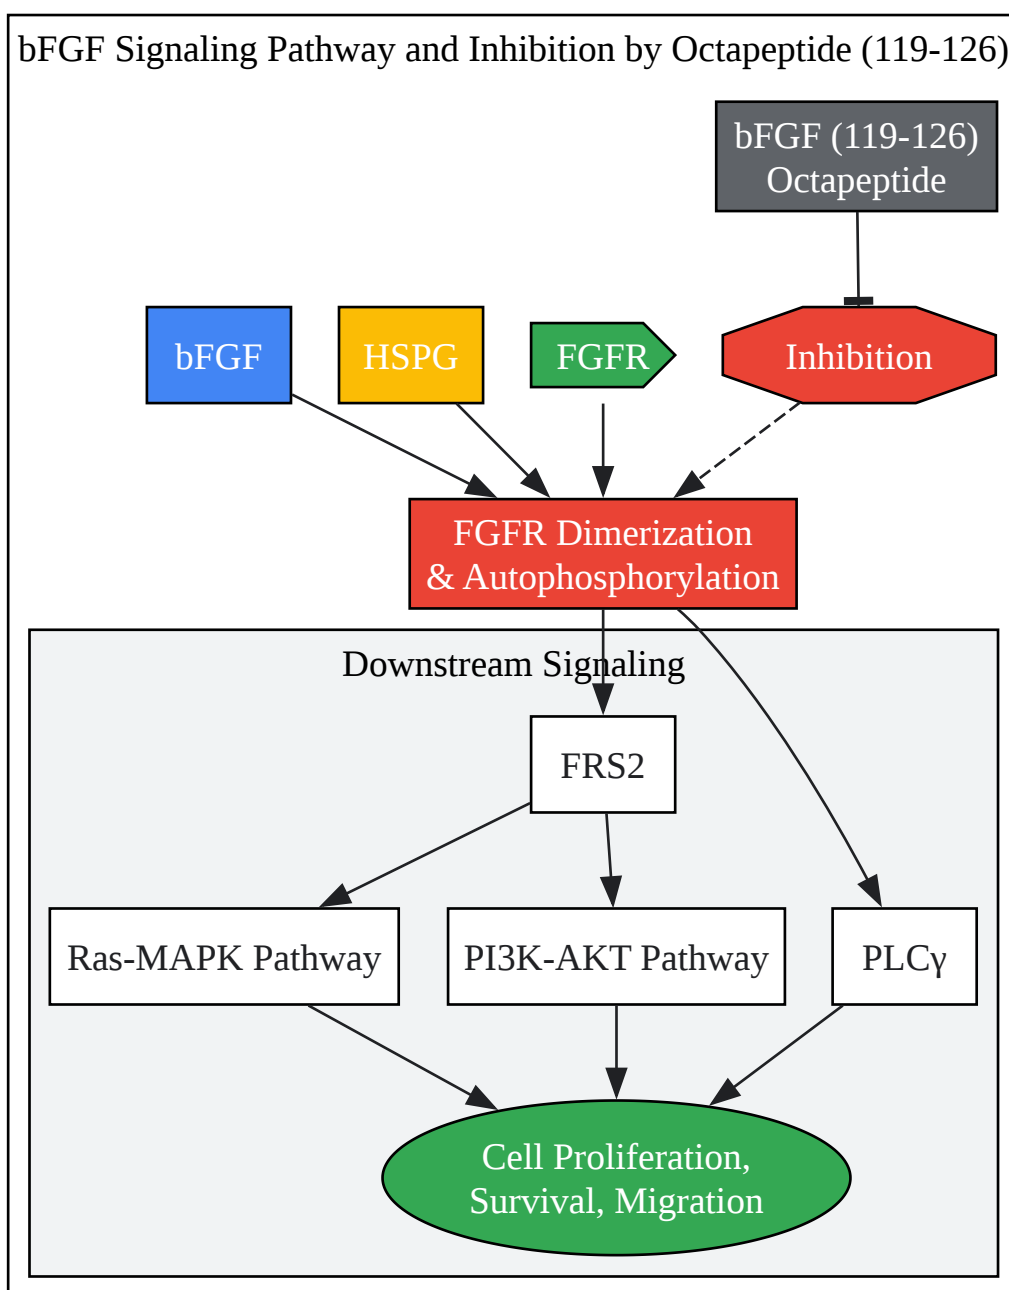 bFGF Signaling Pathway and Inhibition by Octapeptide (119-126)
bFGF (119-126)
Octapeptide
bFGF
HSPG
FGFR
Inhibition
FGFR Dimerization
& Autophosphorylation
Downstream Signaling
FRS2
Ras-MAPK Pathway
PI3K-AKT Pathway
PLCγ
Cell Proliferation,
Survival, Migration